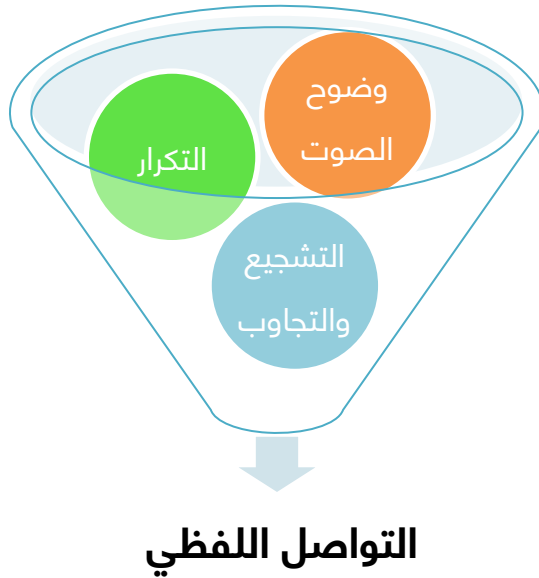 وضوح
الصوت
التكرار
التشجيع
والتجاوب
التواصل اللفظي